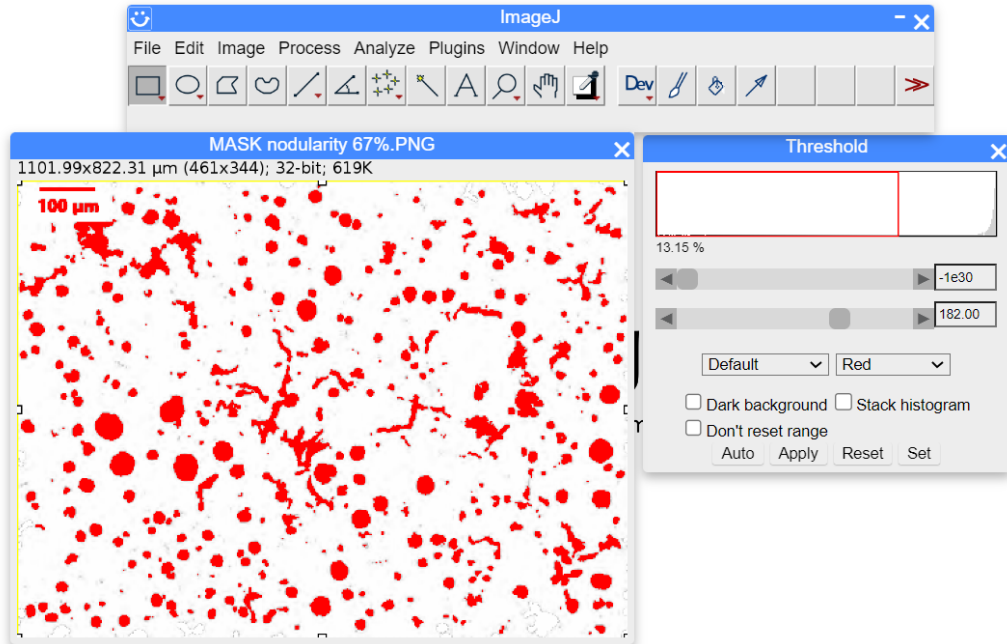 ImageJ
File Edit Image Process Analyze Plugins Window Help
Dev
MASK nodularity 67%.PNG
1101.99x822.31 μm (461x344); 32-bit; 619K
100 μm
Threshold
13.15 %
-1e30
182.00
Default Red
Dark background Stack histogram
Don't reset range
Auto Apply Reset Set